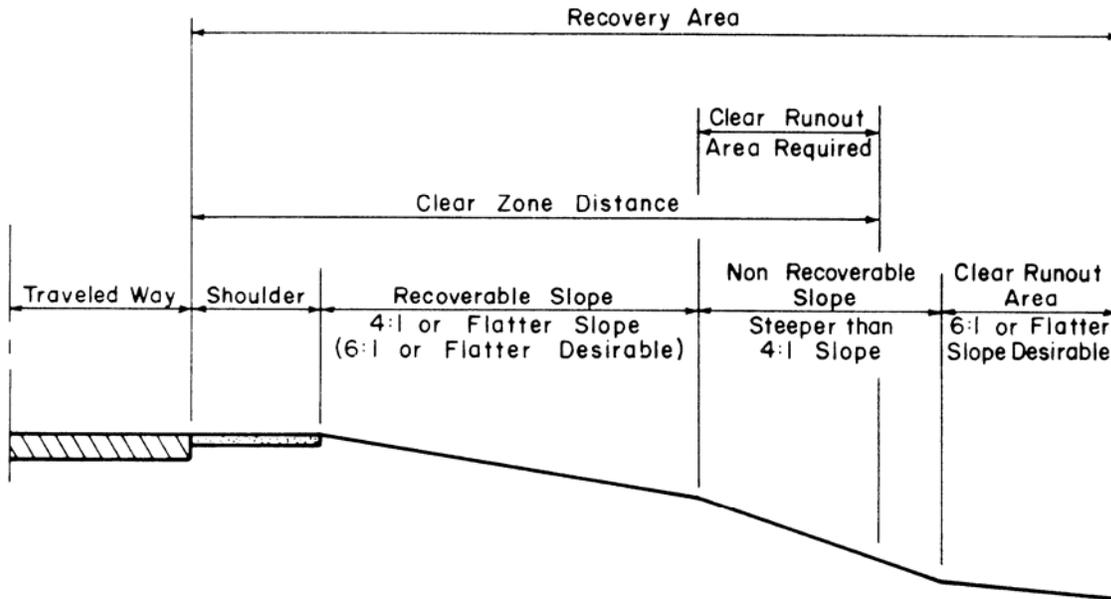 Recovery Area
Clear Runout
Area Required
Clear Zone Distance
Traveled Way
Shoulder
Recoverable Slope
4:1 or Flatter Slope
(6:1 or Flatter Desirable)
Non Recoverable
Slope
Steeper than
4:1 Slope
Clear Runout
Area
6:1 or Flatter
Slope Desirable